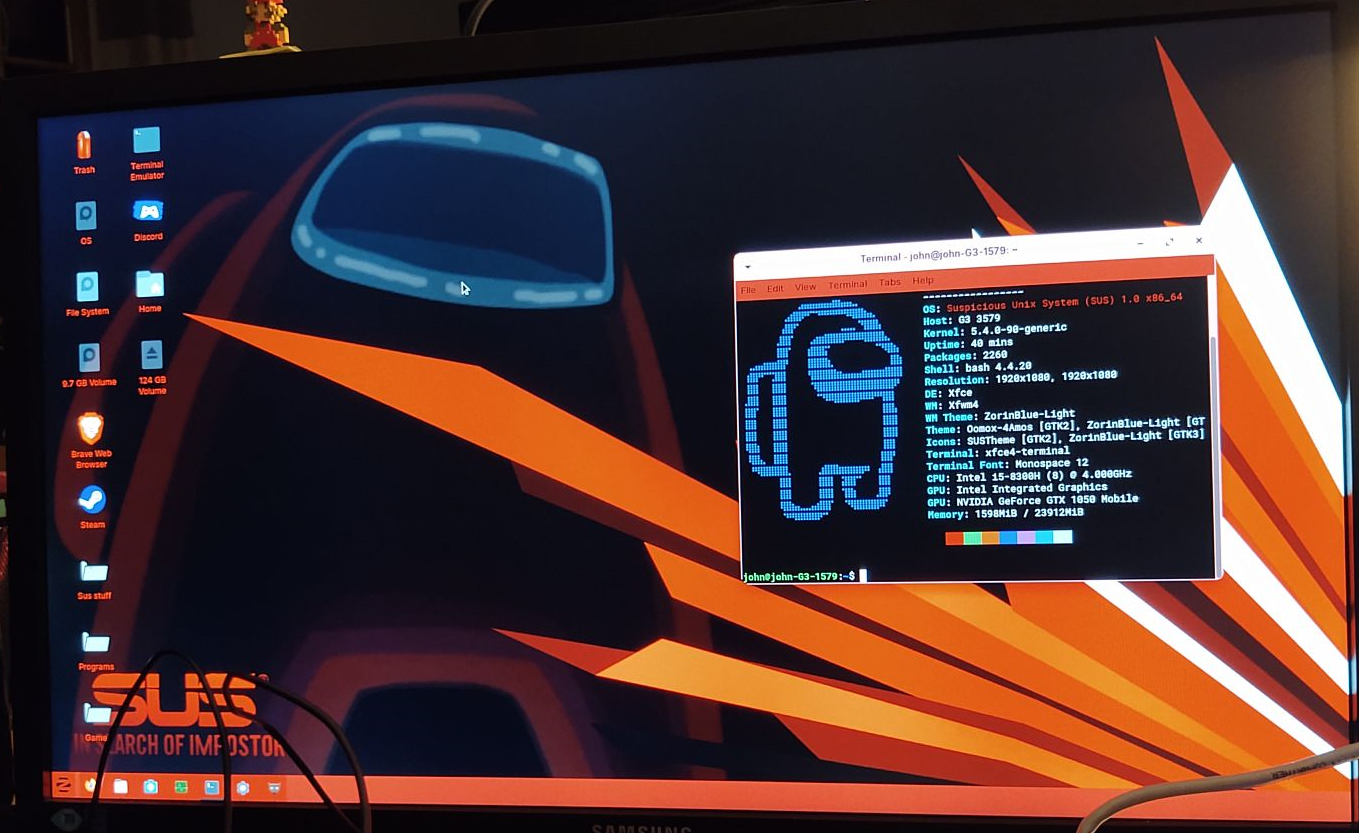 Trash
Terminal
Emulator
OS
Discord
File System
Home
9.7 GB Volume
124 GB
Volume
Brave Web
Browser
Steam
Sus stuff
Programs
SUS
IN SEARCH OF IMPOSTOR
Terminal - john@john-G3-1579: ~
File Edit View Terminal Tabs Help
-----------------
OS: Suspicious Unix System (SUS) 1.0 x86_64
Host: G3 3579
Kernel: 5.4.0-90-generic
Uptime: 40 mins
Packages: 2260
Shell: bash 4.4.20
Resolution: 1920x1080, 1920x1080
DE: Xfce
WM: Xfwm4
WM Theme: ZorinBlue-Light
Theme: Oomox-4Amos [GTK2], ZorinBlue-Light [GT
Icons: SUSTheme [GTK2], ZorinBlue-Light [GTK3]
Terminal: xfce4-terminal
Terminal Font: Monospace 12
CPU: Intel i5-8300H (8) @ 4.000GHz
GPU: Intel Integrated Graphics
GPU: NVIDIA GeForce GTX 1050 Mobile
Memory: 1598MiB / 23912MiB
john@john-G3-1579:~$
SAMSUNG